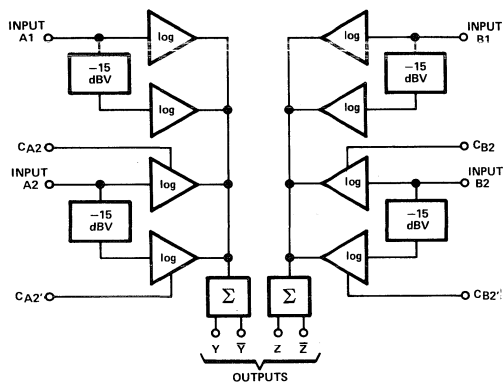 INPUT
A1
log
-15
dBV
log
CA2
INPUT
A2
log
-15
dBV
log
CA2'
INPUT
B1
log
-15
dBV
log
CB2
INPUT
B2
log
-15
dBV
log
CB2'
Σ
Σ
Y Y̅ Z Z̅
OUTPUTS